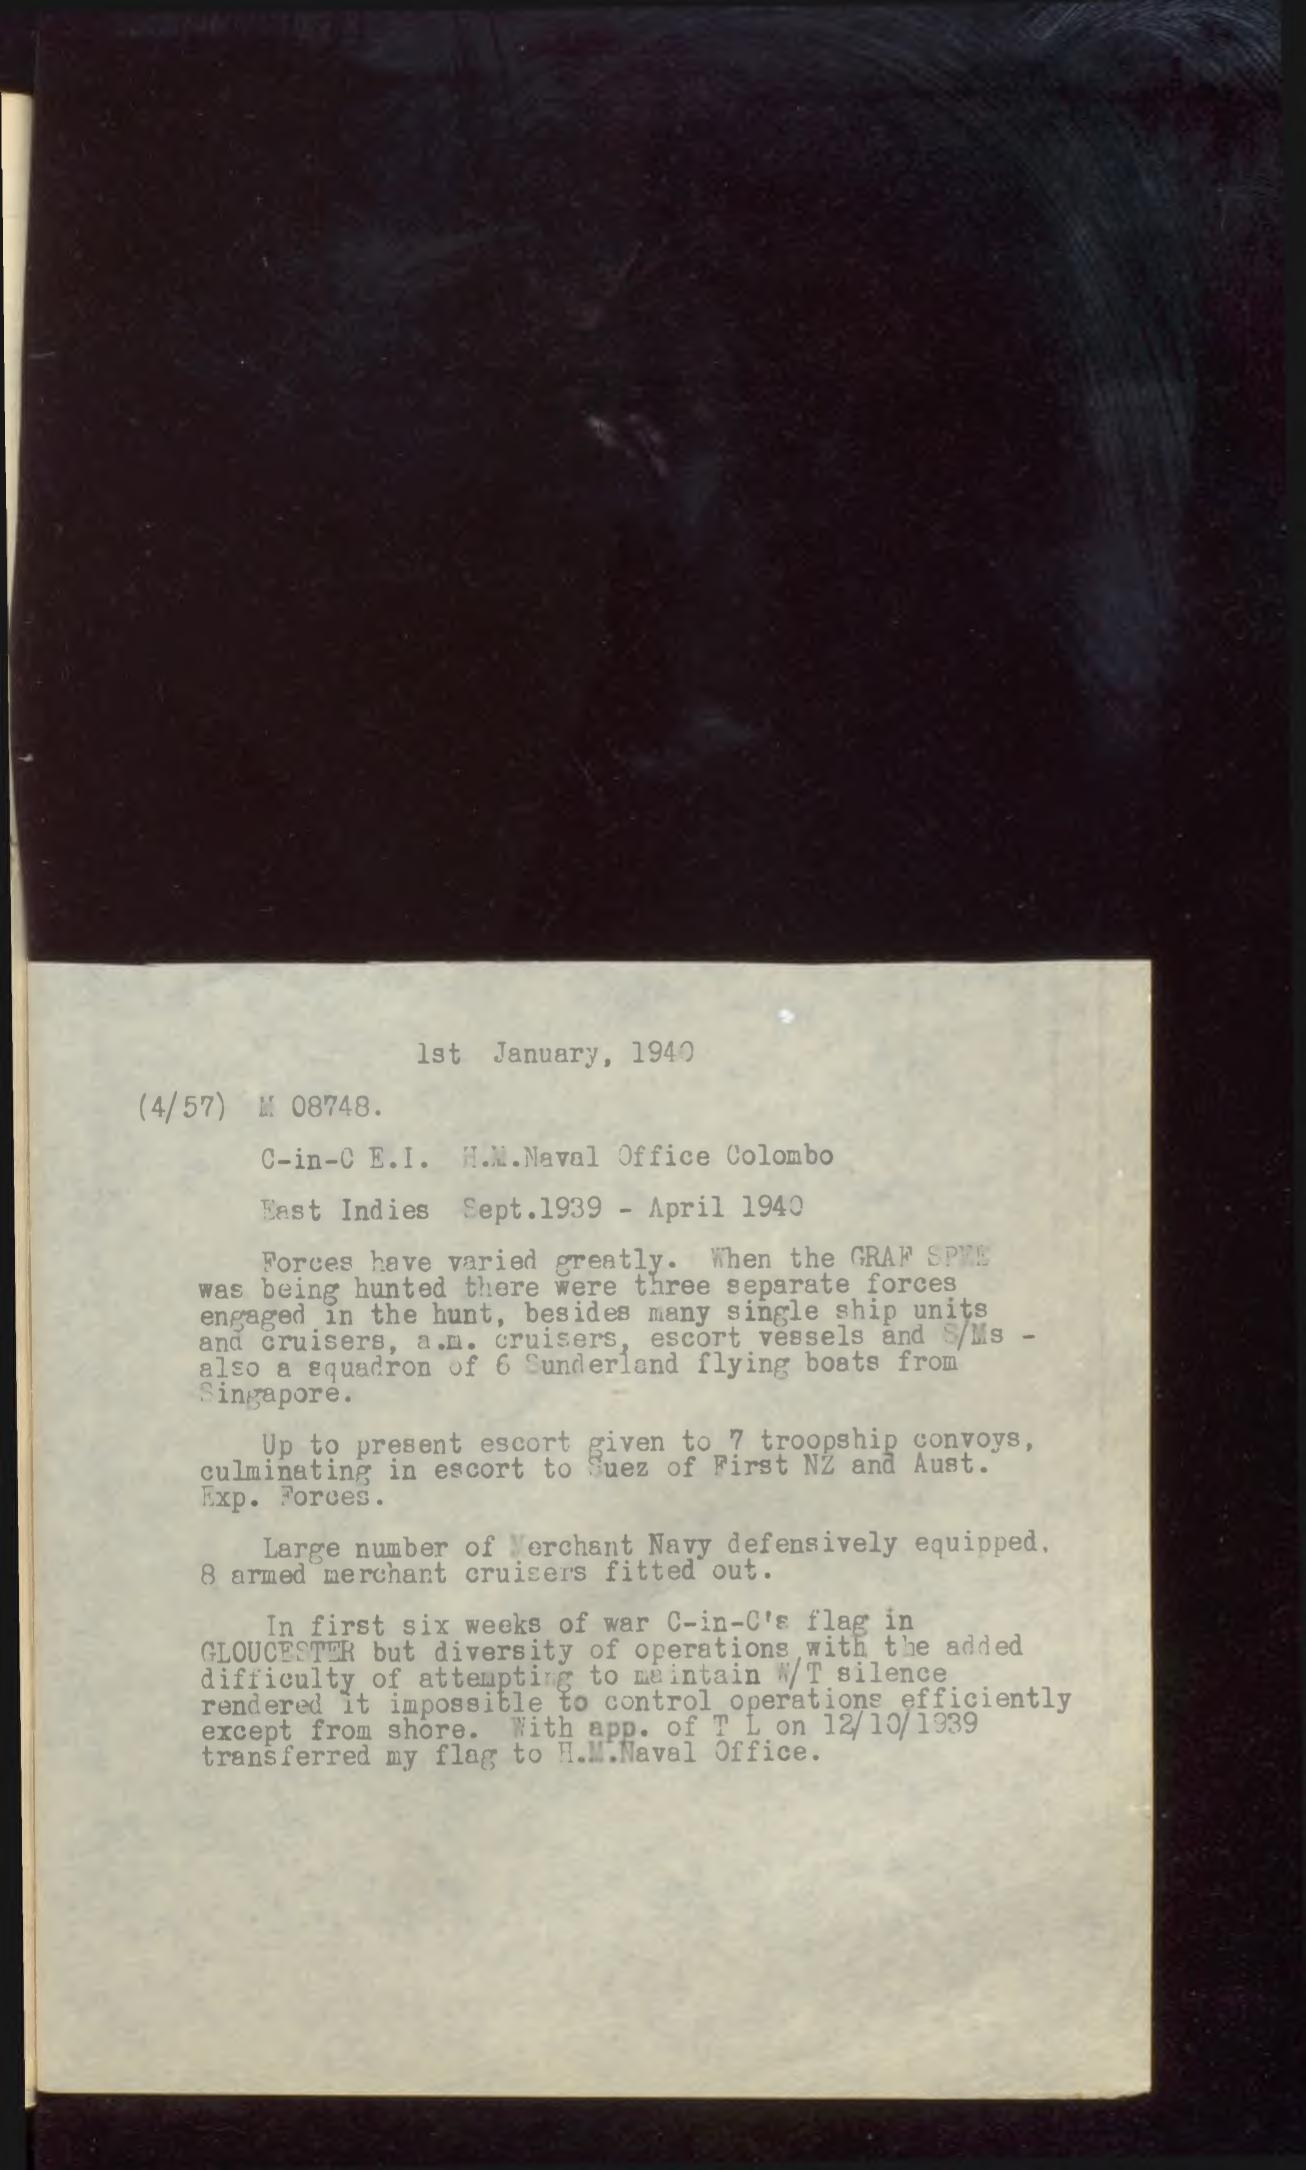 1st January, 1940
(4/57) M 08748.
C-in-C E.I. H.M.Naval Office Colombo
East Indies Sept.1939 - April 1940
Forces have varied greatly. When the GRAF SPEE
was being hunted there were three separate forces
engaged in the hunt, besides many single ship units
and cruisers, a.m. cruisers, escort vessels and S/Ms -
also a squadron of 6 Sunderland flying boats from
Singapore.
Up to present escort given to 7 troopship convoys,
culminating in escort to Suez of First NZ and Aust.
Exp. Forces.
Large number of Merchant Navy defensively equipped,
8 armed merchant cruisers fitted out.
In first six weeks of war C-in-C's flag in
GLOUCESTER but diversity of operations,with the added
difficulty of attempting to maintain W/T silence
rendered it impossible to control operations efficiently
except from shore. With app. of T L on 12/10/1939
transferred my flag to H.M.Naval Office.